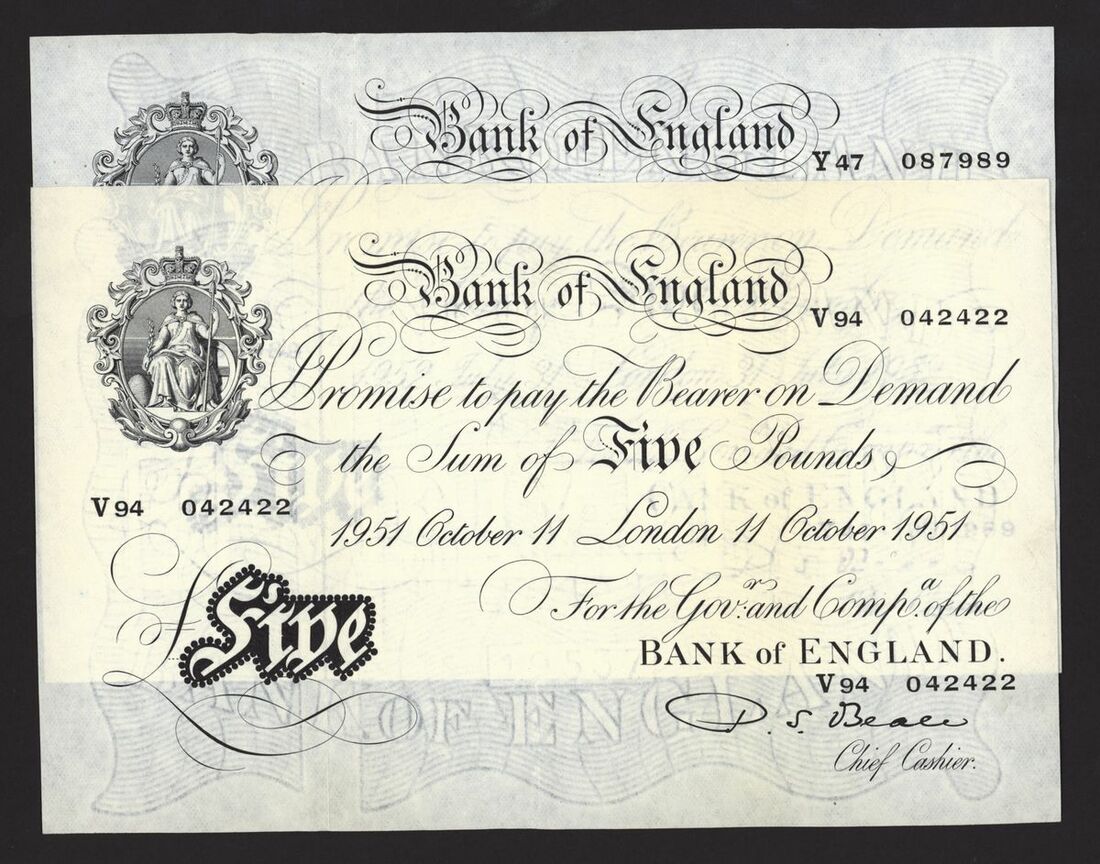 Bank of England
Y47 087989
Bank of England
V94 042422
I Promise to pay the Bearer on Demand
the Sum of Five Pounds
V94 042422
1951 October 11 London 11 October 1951
£Five
For the Govr. and Compa. of the
BANK of ENGLAND.
V94 042422
D. S. Beale
Chief Cashier.
OF ENG